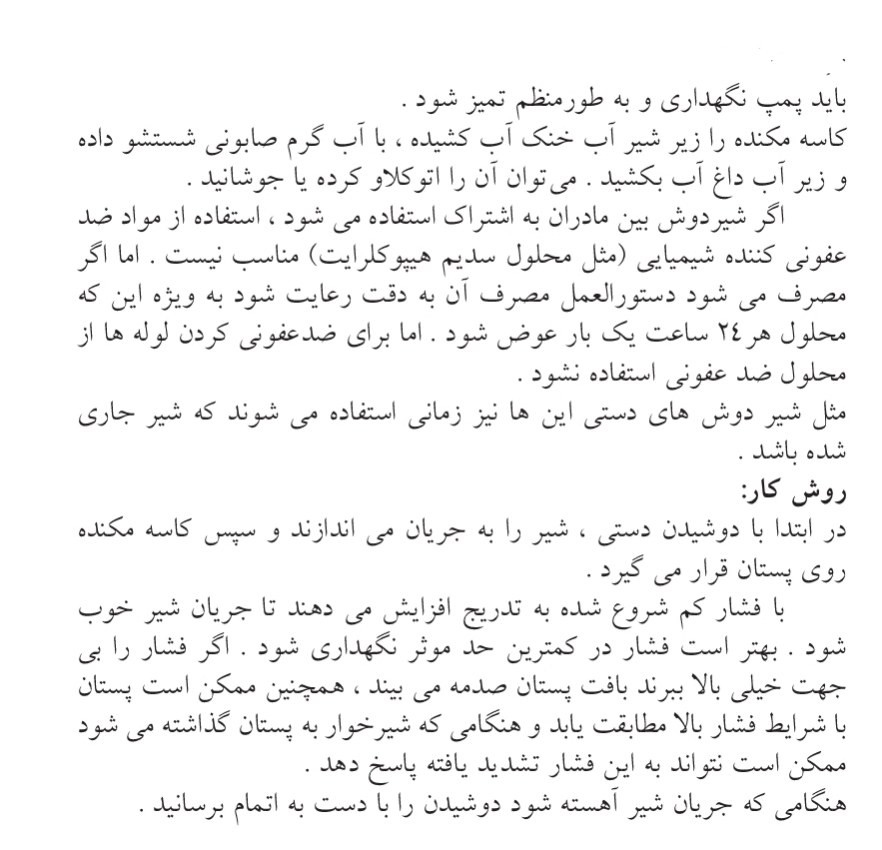 باید پمپ نگهداری و به طورمنظم تمیز شود .
کاسه مکنده را زیر شیر آب خنک آب کشیده ، با آب گرم صابونی شستشو داده
و زیر آب داغ آب بکشید . می‌توان آن را اتوکلاو کرده یا جوشانید .
اگر شیردوش بین مادران به اشتراک استفاده می شود ، استفاده از مواد ضد
عفونی کننده شیمیایی (مثل محلول سدیم هیپوکلرایت) مناسب نیست . اما اگر
مصرف می شود دستورالعمل مصرف آن به دقت رعایت شود به ویژه این که
محلول هر ۲٤ ساعت یک بار عوض شود . اما برای ضدعفونی کردن لوله ها از
محلول ضد عفونی استفاده نشود .
مثل شیر دوش های دستی این ها نیز زمانی استفاده می شوند که شیر جاری
شده باشد .
روش کار:
در ابتدا با دوشیدن دستی ، شیر را به جریان می اندازند و سپس کاسه مکنده
روی پستان قرار می گیرد .
با فشار کم شروع شده به تدریج افزایش می دهند تا جریان شیر خوب
شود . بهتر است فشار در کمترین حد موثر نگهداری شود . اگر فشار را بی
جهت خیلی بالا ببرند بافت پستان صدمه می بیند ، همچنین ممکن است پستان
با شرایط فشار بالا مطابقت یابد و هنگامی که شیرخوار به پستان گذاشته می شود
ممکن است نتواند به این فشار تشدید یافته پاسخ دهد .
هنگامی که جریان شیر آهسته شود دوشیدن را با دست به اتمام برسانید .